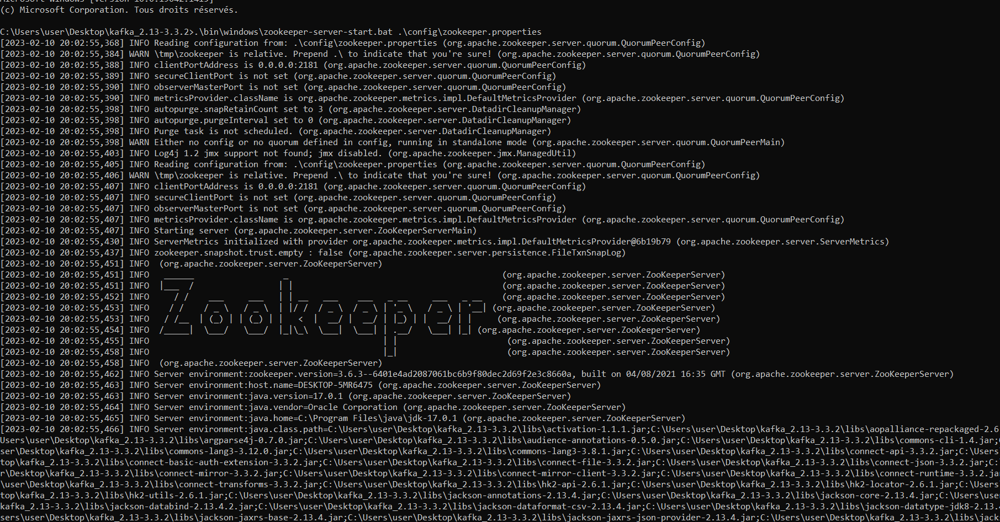 Microsoft Windows [version 10.0.19042.1415]
(c) Microsoft Corporation. Tous droits réservés.
C:\Users\user\Desktop\kafka_2.13-3.3.2>.\bin\windows\zookeeper-server-start.bat .\config\zookeeper.properties
[2023-02-10 20:02:55,368] INFO Reading configuration from: .\config\zookeeper.properties (org.apache.zookeeper.server.quorum.QuorumPeerConfig)
[2023-02-10 20:02:55,384] WARN \tmp\zookeeper is relative. Prepend .\ to indicate that you're sure! (org.apache.zookeeper.server.quorum.QuorumPeerConfig)
[2023-02-10 20:02:55,388] INFO clientPortAddress is 0.0.0.0:2181 (org.apache.zookeeper.server.quorum.QuorumPeerConfig)
[2023-02-10 20:02:55,389] INFO secureClientPort is not set (org.apache.zookeeper.server.quorum.QuorumPeerConfig)
[2023-02-10 20:02:55,390] INFO observerMasterPort is not set (org.apache.zookeeper.server.quorum.QuorumPeerConfig)
[2023-02-10 20:02:55,390] INFO metricsProvider.className is org.apache.zookeeper.metrics.impl.DefaultMetricsProvider (org.apache.zookeeper.server.quorum.QuorumPeerConfig)
[2023-02-10 20:02:55,398] INFO autopurge.snapRetainCount set to 3 (org.apache.zookeeper.server.DatadirCleanupManager)
[2023-02-10 20:02:55,398] INFO autopurge.purgeInterval set to 0 (org.apache.zookeeper.server.DatadirCleanupManager)
[2023-02-10 20:02:55,398] INFO Purge task is not scheduled. (org.apache.zookeeper.server.DatadirCleanupManager)
[2023-02-10 20:02:55,398] WARN Either no config or no quorum defined in config, running in standalone mode (org.apache.zookeeper.server.quorum.QuorumPeerMain)
[2023-02-10 20:02:55,403] INFO Log4j 1.2 jmx support not found; jmx disabled. (org.apache.zookeeper.jmx.ManagedUtil)
[2023-02-10 20:02:55,405] INFO Reading configuration from: .\config\zookeeper.properties (org.apache.zookeeper.server.quorum.QuorumPeerConfig)
[2023-02-10 20:02:55,406] WARN \tmp\zookeeper is relative. Prepend .\ to indicate that you're sure! (org.apache.zookeeper.server.quorum.QuorumPeerConfig)
[2023-02-10 20:02:55,407] INFO clientPortAddress is 0.0.0.0:2181 (org.apache.zookeeper.server.quorum.QuorumPeerConfig)
[2023-02-10 20:02:55,407] INFO secureClientPort is not set (org.apache.zookeeper.server.quorum.QuorumPeerConfig)
[2023-02-10 20:02:55,407] INFO observerMasterPort is not set (org.apache.zookeeper.server.quorum.QuorumPeerConfig)
[2023-02-10 20:02:55,407] INFO metricsProvider.className is org.apache.zookeeper.metrics.impl.DefaultMetricsProvider (org.apache.zookeeper.server.quorum.QuorumPeerConfig)
[2023-02-10 20:02:55,407] INFO Starting server (org.apache.zookeeper.server.ZooKeeperServerMain)
[2023-02-10 20:02:55,430] INFO ServerMetrics initialized with provider org.apache.zookeeper.metrics.impl.DefaultMetricsProvider@6b19b79 (org.apache.zookeeper.server.ServerMetrics)
[2023-02-10 20:02:55,437] INFO zookeeper.snapshot.trust.empty : false (org.apache.zookeeper.server.persistence.FileTxnSnapLog)
[2023-02-10 20:02:55,451] INFO  (org.apache.zookeeper.server.ZooKeeperServer)
[2023-02-10 20:02:55,451] INFO   ______                  _                                           (org.apache.zookeeper.server.ZooKeeperServer)
[2023-02-10 20:02:55,451] INFO  |___  /                 | |                                          (org.apache.zookeeper.server.ZooKeeperServer)
[2023-02-10 20:02:55,452] INFO     / /    ___     ___   | | __   ___    ___   _ __     ___   _ __    (org.apache.zookeeper.server.ZooKeeperServer)
[2023-02-10 20:02:55,453] INFO    / /    / _ \   / _ \  | |/ /  / _ \  / _ \ | '_ \   / _ \ | '__| (org.apache.zookeeper.server.ZooKeeperServer)
[2023-02-10 20:02:55,453] INFO   / /__  | (_) | | (_) | |   <  |  __/ |  __/ | |_) | |  __/ | |     (org.apache.zookeeper.server.ZooKeeperServer)
[2023-02-10 20:02:55,454] INFO  /_____|  \___/   \___/  |_|\_\  \___|  \___| | .__/   \___| |_| (org.apache.zookeeper.server.ZooKeeperServer)
[2023-02-10 20:02:55,455] INFO                                               | |                      (org.apache.zookeeper.server.ZooKeeperServer)
[2023-02-10 20:02:55,458] INFO                                               |_|                      (org.apache.zookeeper.server.ZooKeeperServer)
[2023-02-10 20:02:55,458] INFO  (org.apache.zookeeper.server.ZooKeeperServer)
[2023-02-10 20:02:55,462] INFO Server environment:zookeeper.version=3.6.3--6401e4ad2087061bc6b9f80dec2d69f2e3c8660a, built on 04/08/2021 16:35 GMT (org.apache.zookeeper.server.ZooKeeperServer)
[2023-02-10 20:02:55,463] INFO Server environment:host.name=DESKTOP-5MR6475 (org.apache.zookeeper.server.ZooKeeperServer)
[2023-02-10 20:02:55,463] INFO Server environment:java.version=17.0.1 (org.apache.zookeeper.server.ZooKeeperServer)
[2023-02-10 20:02:55,464] INFO Server environment:java.vendor=Oracle Corporation (org.apache.zookeeper.server.ZooKeeperServer)
[2023-02-10 20:02:55,465] INFO Server environment:java.home=C:\Program Files\java\jdk-17.0.1 (org.apache.zookeeper.server.ZooKeeperServer)
[2023-02-10 20:02:55,466] INFO Server environment:java.class.path=C:\Users\user\Desktop\kafka_2.13-3.3.2\libs\activation-1.1.1.jar;C:\Users\user\Desktop\kafka_2.13-3.3.2\libs\aopalliance-repackaged-2.6
Users\user\Desktop\kafka_2.13-3.3.2\libs\argparse4j-0.7.0.jar;C:\Users\user\Desktop\kafka_2.13-3.3.2\libs\audience-annotations-0.5.0.jar;C:\Users\user\Desktop\kafka_2.13-3.3.2\libs\commons-cli-1.4.jar;
ser\Desktop\kafka_2.13-3.3.2\libs\commons-lang3-3.12.0.jar;C:\Users\user\Desktop\kafka_2.13-3.3.2\libs\commons-lang3-3.8.1.jar;C:\Users\user\Desktop\kafka_2.13-3.3.2\libs\connect-api-3.3.2.jar;C:\Users
top\kafka_2.13-3.3.2\libs\connect-basic-auth-extension-3.3.2.jar;C:\Users\user\Desktop\kafka_2.13-3.3.2\libs\connect-file-3.3.2.jar;C:\Users\user\Desktop\kafka_2.13-3.3.2\libs\connect-json-3.3.2.jar;C:
r\Desktop\kafka_2.13-3.3.2\libs\connect-mirror-3.3.2.jar;C:\Users\user\Desktop\kafka_2.13-3.3.2\libs\connect-mirror-client-3.3.2.jar;C:\Users\user\Desktop\kafka_2.13-3.3.2\libs\connect-runtime-3.3.2.ja
\user\Desktop\kafka_2.13-3.3.2\libs\connect-transforms-3.3.2.jar;C:\Users\user\Desktop\kafka_2.13-3.3.2\libs\hk2-api-2.6.1.jar;C:\Users\user\Desktop\kafka_2.13-3.3.2\libs\hk2-locator-2.6.1.jar;C:\Users
top\kafka_2.13-3.3.2\libs\hk2-utils-2.6.1.jar;C:\Users\user\Desktop\kafka_2.13-3.3.2\libs\jackson-annotations-2.13.4.jar;C:\Users\user\Desktop\kafka_2.13-3.3.2\libs\jackson-core-2.13.4.jar;C:\Users\use
kafka_2.13-3.3.2\libs\jackson-databind-2.13.4.2.jar;C:\Users\user\Desktop\kafka_2.13-3.3.2\libs\jackson-dataformat-csv-2.13.4.jar;C:\Users\user\Desktop\kafka_2.13-3.3.2\libs\jackson-datatype-jdk8-2.13.4
sers\user\Desktop\kafka_2.13-3.3.2\libs\jackson-jaxrs-base-2.13.4.jar;C:\Users\user\Desktop\kafka_2.13-3.3.2\libs\jackson-jaxrs-json-provider-2.13.4.jar;C:\Users\user\Desktop\kafka_2.13-3.3.2\libs\jack